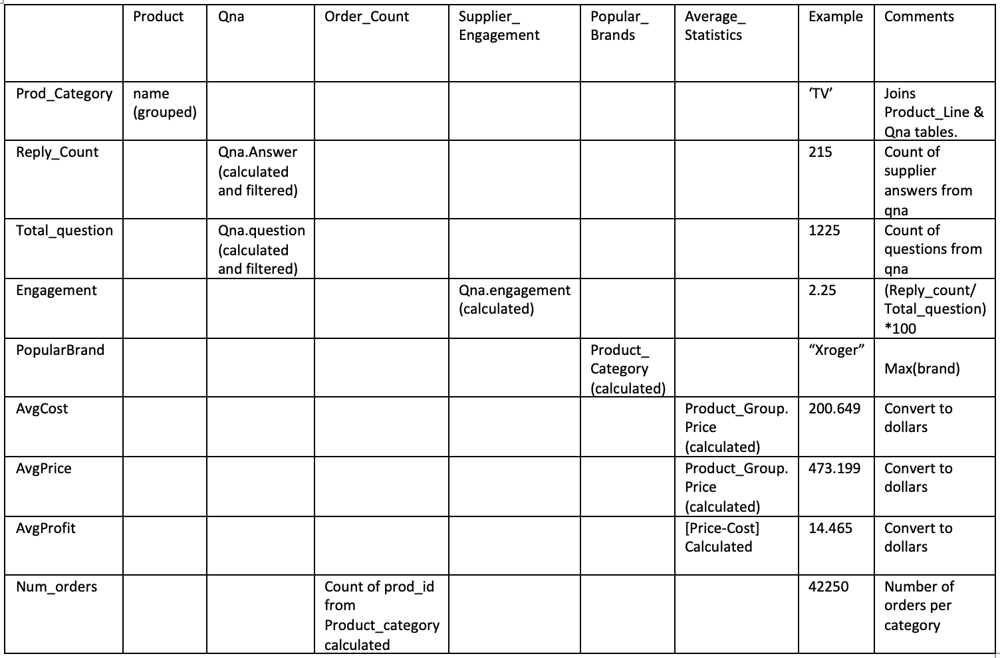 Product
Qna
Order_Count
Supplier_
Engagement
Popular_
Brands
Average_
Statistics
Example
Comments
Prod_Category
name
(grouped)
‘TV’
Joins
Product_Line &
Qna tables.
Reply_Count
Qna.Answer
(calculated
and filtered)
215
Count of
supplier
answers from
qna
Total_question
Qna.question
(calculated
and filtered)
1225
Count of
questions from
qna
Engagement
Qna.engagement
(calculated)
2.25
(Reply_count/
Total_question)
*100
PopularBrand
Product_
Category
(calculated)
“Xroger”
Max(brand)
AvgCost
Product_Group.
Price
(calculated)
200.649
Convert to
dollars
AvgPrice
Product_Group.
Price
(calculated)
473.199
Convert to
dollars
AvgProfit
[Price-Cost]
Calculated
14.465
Convert to
dollars
Num_orders
Count of prod_id
from
Product_category
calculated
42250
Number of
orders per
category